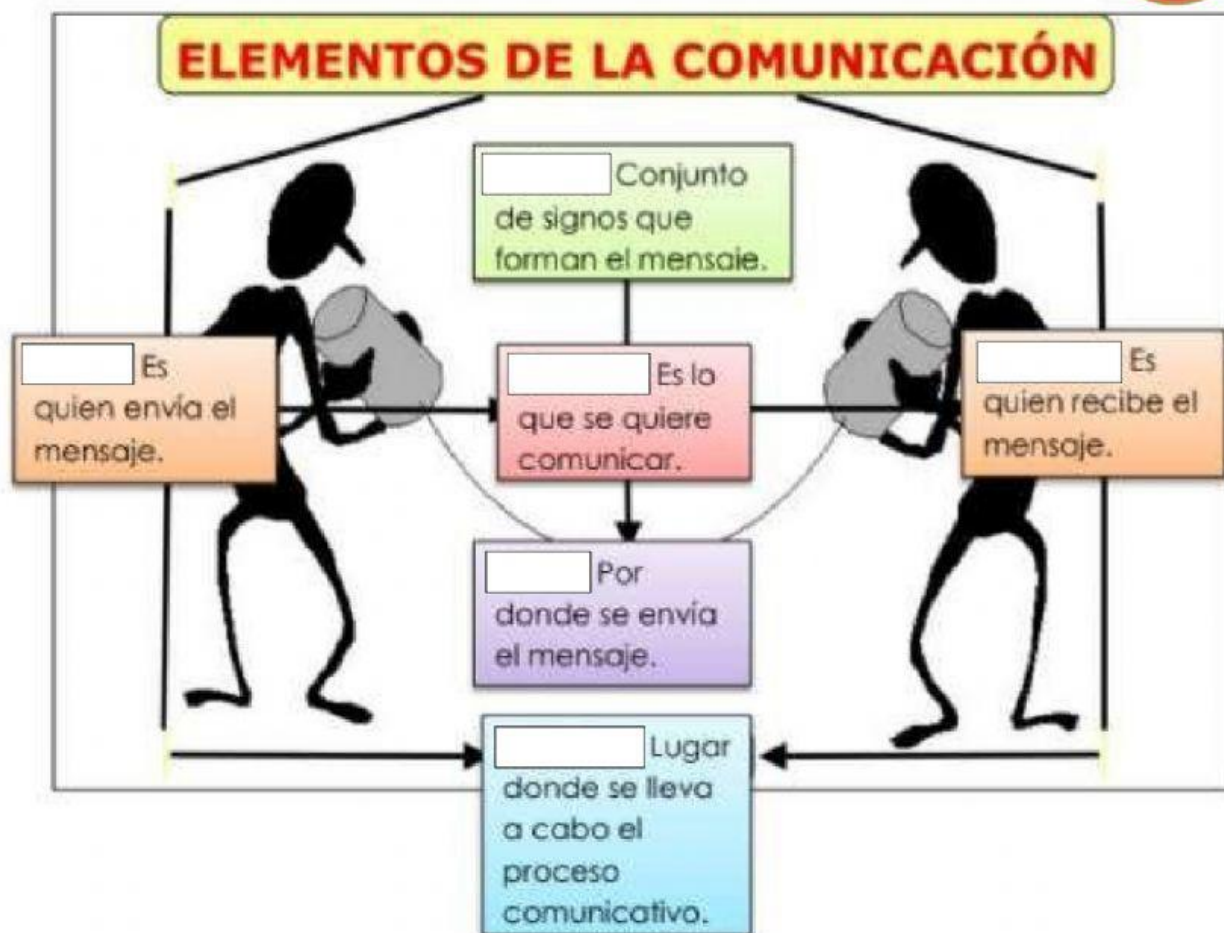 ELEMENTOS DE LA COMUNICACIÓN
Conjunto
de signos que
forman el mensaje.
Es
quien envía el
mensaje.
Es lo
que se quiere
comunicar.
Es
quien recibe el
mensaje.
Por
donde se envía
el mensaje.
Lugar
donde se lleva
a cabo el
proceso
comunicativo.